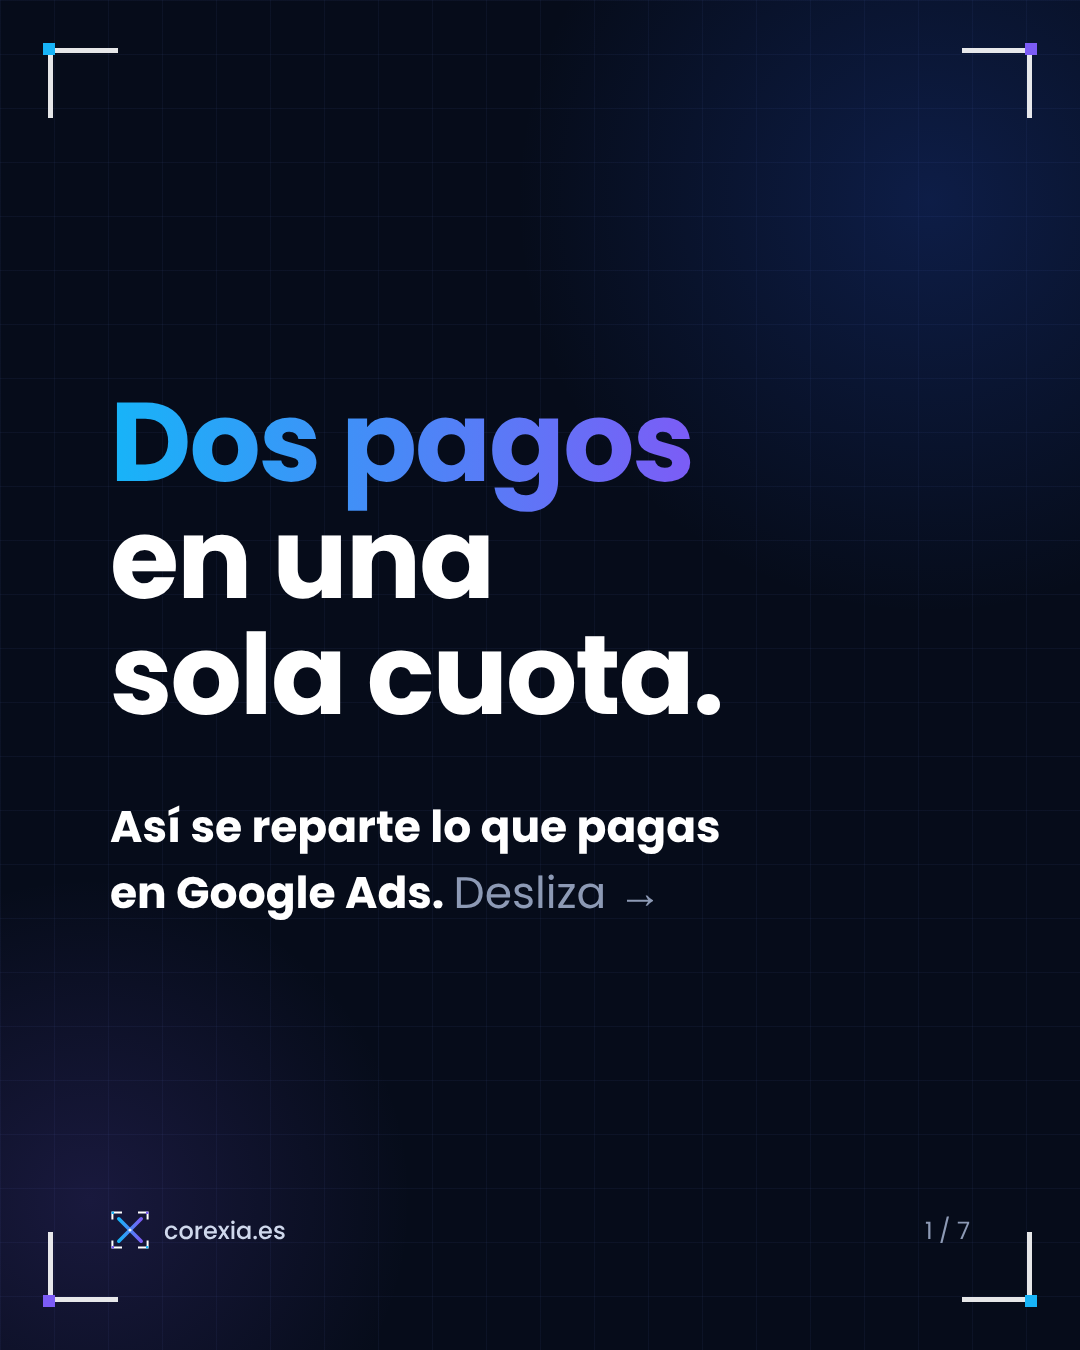 Dos pagos
en una
sola cuota.
Así se reparte lo que pagas
en Google Ads. Desliza →
corexia.es
1 / 7